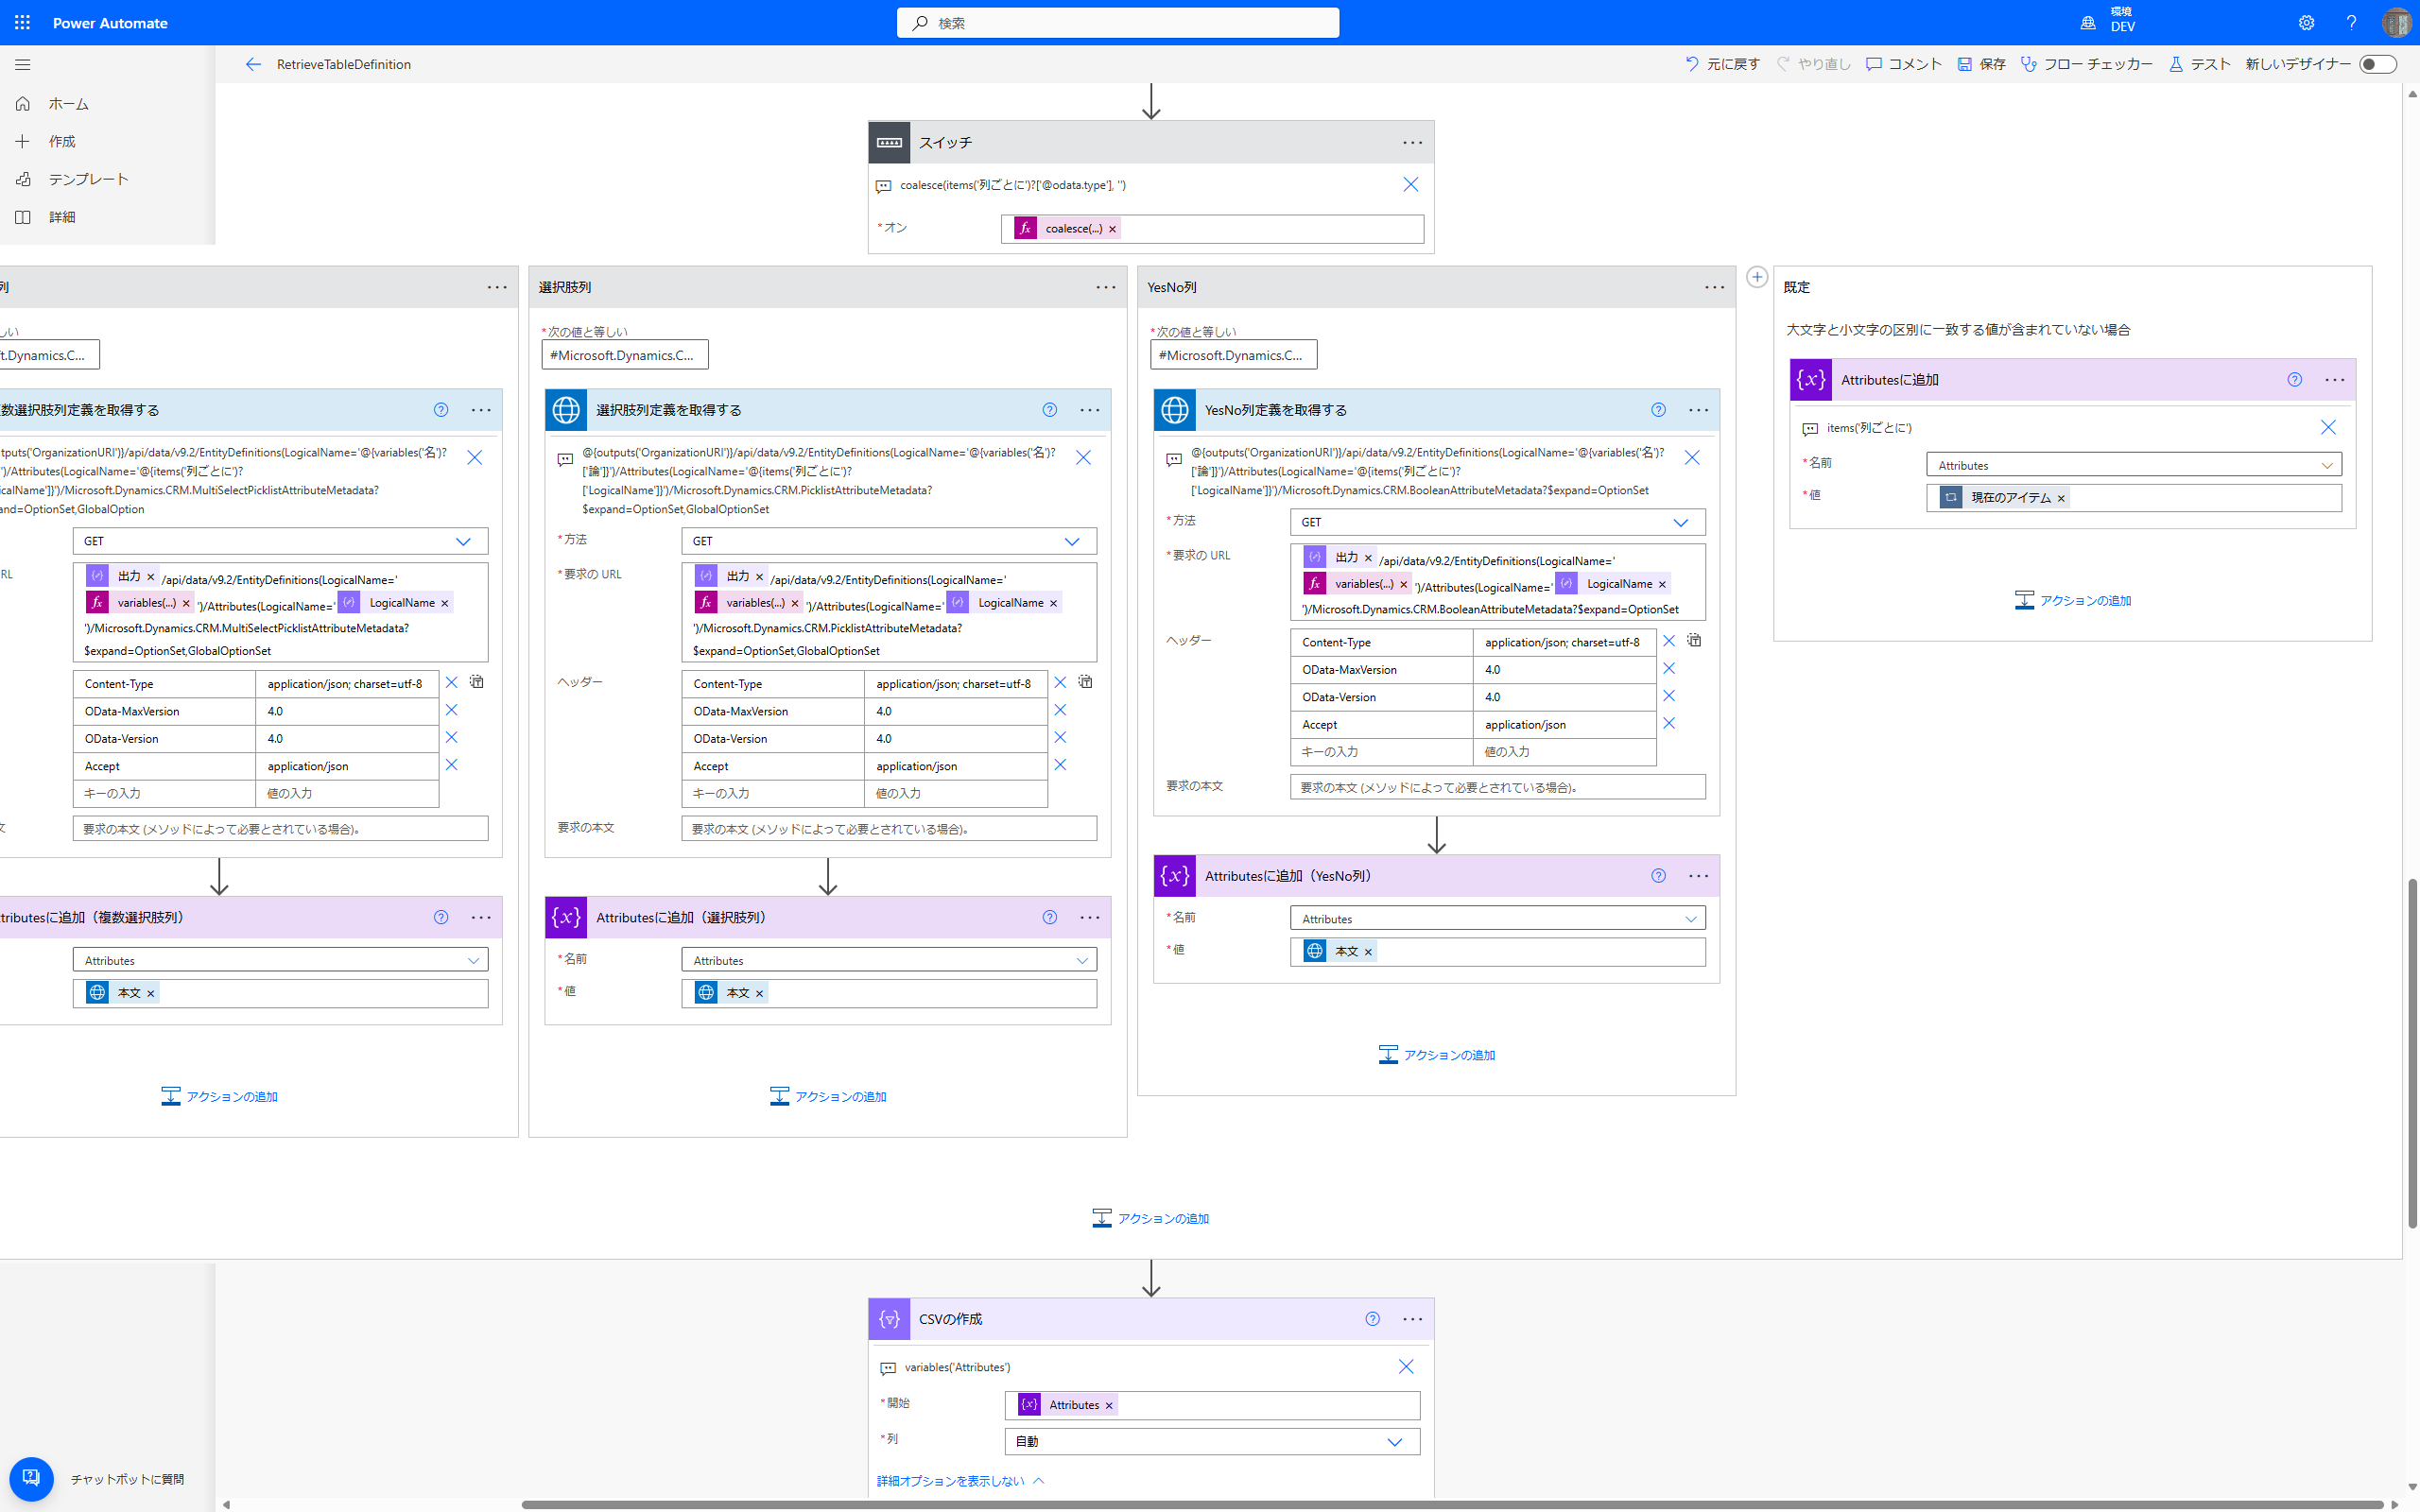 Power Automate
検索
環境
DEV
RetrieveTableDefinition
元に戻す
やり直し
コメント
保存
フロー チェッカー
テスト
新しいデザイナー
ホーム
作成
テンプレート
詳細
スイッチ
coalesce(items('列ごとに')?['@odata.type'], '')
*オン
fx coalesce(...) ×
列
しい
t.Dynamics.C...
数選択肢列定義を取得する
tputs('OrganizationURI')}/api/data/v9.2/EntityDefinitions(LogicalName='@{variables('名')?
')/Attributes(LogicalName='@{items('列ごとに')?
icalName']}')/Microsoft.Dynamics.CRM.MultiSelectPicklistAttributeMetadata?
and=OptionSet,GlobalOption
GET
RL
出力 × /api/data/v9.2/EntityDefinitions(LogicalName='
fx variables(...) × ')/Attributes(LogicalName=' LogicalName ×
')/Microsoft.Dynamics.CRM.MultiSelectPicklistAttributeMetadata?
$expand=OptionSet,GlobalOptionSet
Content-Type application/json; charset=utf-8
OData-MaxVersion 4.0
OData-Version 4.0
Accept application/json
キーの入力 値の入力
文
要求の本文 (メソッドによって必要とされている場合)。
ttributesに追加（複数選択肢列）
Attributes
本文 ×
アクションの追加
選択肢列
*次の値と等しい
#Microsoft.Dynamics.C...
選択肢列定義を取得する
@{outputs('OrganizationURI')}/api/data/v9.2/EntityDefinitions(LogicalName='@{variables('名')?
['論']}')/Attributes(LogicalName='@{items('列ごとに')?
['LogicalName']}')/Microsoft.Dynamics.CRM.PicklistAttributeMetadata?
$expand=OptionSet,GlobalOptionSet
*方法
GET
*要求の URL
出力 × /api/data/v9.2/EntityDefinitions(LogicalName='
fx variables(...) × ')/Attributes(LogicalName=' LogicalName ×
')/Microsoft.Dynamics.CRM.PicklistAttributeMetadata?
$expand=OptionSet,GlobalOptionSet
ヘッダー
Content-Type application/json; charset=utf-8
OData-MaxVersion 4.0
OData-Version 4.0
Accept application/json
キーの入力 値の入力
要求の本文
要求の本文 (メソッドによって必要とされている場合)。
{x} Attributesに追加（選択肢列）
*名前
Attributes
*値
本文 ×
アクションの追加
YesNo列
*次の値と等しい
#Microsoft.Dynamics.C...
YesNo列定義を取得する
@{outputs('OrganizationURI')}/api/data/v9.2/EntityDefinitions(LogicalName='@{variables('名')?
['論']}')/Attributes(LogicalName='@{items('列ごとに')?
['LogicalName']}')/Microsoft.Dynamics.CRM.BooleanAttributeMetadata?$expand=OptionSet
*方法
GET
*要求の URL
出力 × /api/data/v9.2/EntityDefinitions(LogicalName='
fx variables(...) × ')/Attributes(LogicalName=' LogicalName ×
')/Microsoft.Dynamics.CRM.BooleanAttributeMetadata?$expand=OptionSet
ヘッダー
Content-Type application/json; charset=utf-8
OData-MaxVersion 4.0
OData-Version 4.0
Accept application/json
キーの入力 値の入力
要求の本文
要求の本文 (メソッドによって必要とされている場合)。
{x} Attributesに追加（YesNo列）
*名前
Attributes
*値
本文 ×
アクションの追加
既定
大文字と小文字の区別に一致する値が含まれていない場合
{x} Attributesに追加
items('列ごとに')
*名前
Attributes
*値
現在のアイテム ×
アクションの追加
アクションの追加
CSVの作成
variables('Attributes')
*開始
{x} Attributes ×
*列
自動
詳細オプションを表示しない
チャットボットに質問